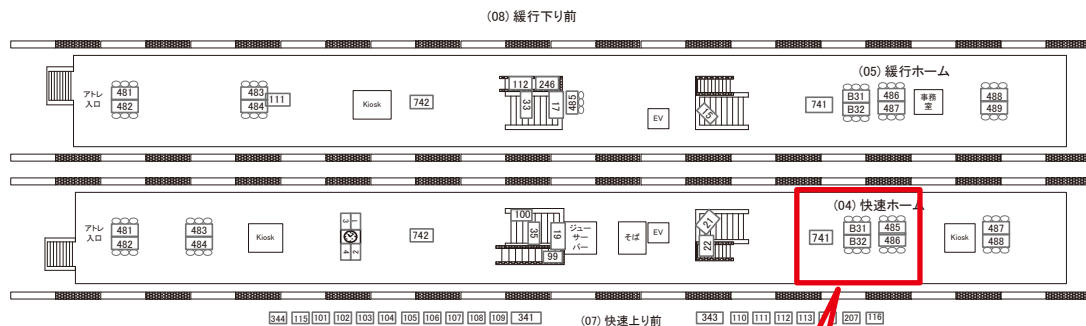 (08) 緩行下り前
(05) 緩行ホーム
アトレ
入口
481
482
483
484
111
Kiosk
742
112
246
33
17
485
EV
15
741
B31
B32
486
487
事務
室
488
489
(04) 快速ホーム
アトレ
入口
481
482
483
484
Kiosk
1
3
2
4
742
100
35
19
99
ジュー
サー
バー
そば
EV
21
22
741
B31
B32
485
486
Kiosk
487
488
344 115 101 102 103 104 105 106 107 108 109 341
(07) 快速上り前
343 110 111 112 113 207 116